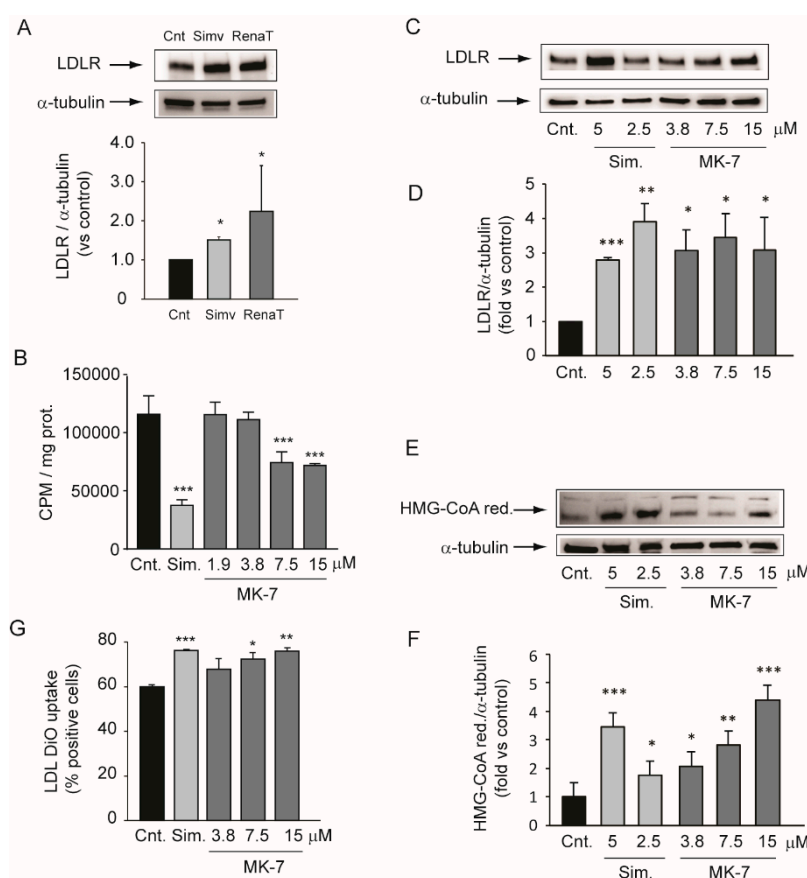 A
Cnt Simv RenaT
LDLR
α-tubulin
LDLR / α-tubulin
(vs control)
4.0
2.0
1.0
0
*
*
Cnt Simv RenaT
B
CPM / mg prot.
150000
100000
50000
0
***
***
***
Cnt. Sim. 1.9 3.8 7.5 15 μM
MK-7
G
LDL DiO uptake
(% positive cells)
80
60
40
20
0
***
*
**
Cnt. Sim. 3.8 7.5 15 μM
MK-7
C
LDLR
α-tubulin
Cnt. 5 2.5 3.8 7.5 15 μM
Sim. MK-7
D
LDLR/α-tubulin
(fold vs control)
5
4
3
2
1
0
***
**
*
*
*
Cnt. 5 2.5 3.8 7.5 15
E
HMG-CoA red.
α-tubulin
Cnt. 5 2.5 3.8 7.5 15 μM
Sim. MK-7
F
HMG-CoA red./α-tubulin
(fold vs control)
5
4
3
2
1
0
***
*
*
**
***
Cnt. 5 2.5 3.8 7.5 15 μM
Sim. MK-7